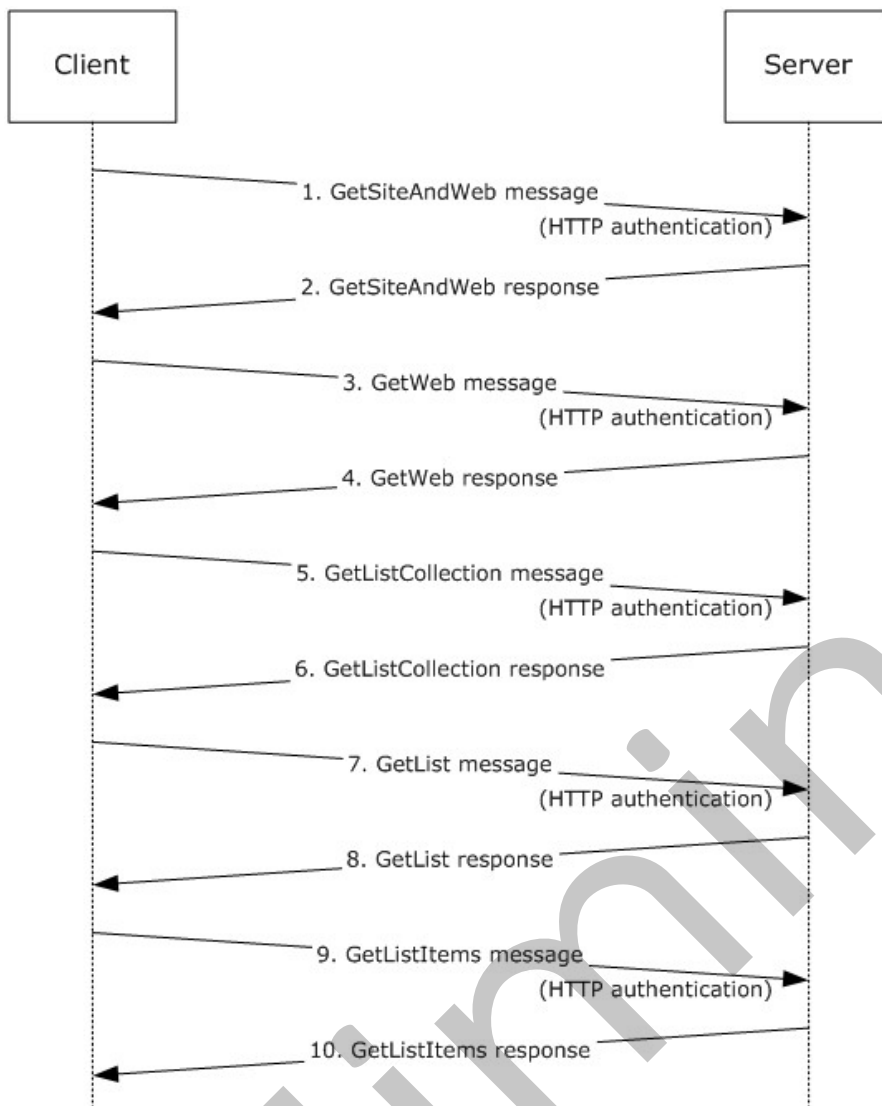 Client
Server
1. GetSiteAndWeb message
(HTTP authentication)
2. GetSiteAndWeb response
3. GetWeb message
(HTTP authentication)
4. GetWeb response
5. GetListCollection message
(HTTP authentication)
6. GetListCollection response
7. GetList message
(HTTP authentication)
8. GetList response
9. GetListItems message
(HTTP authentication)
10. GetListItems response